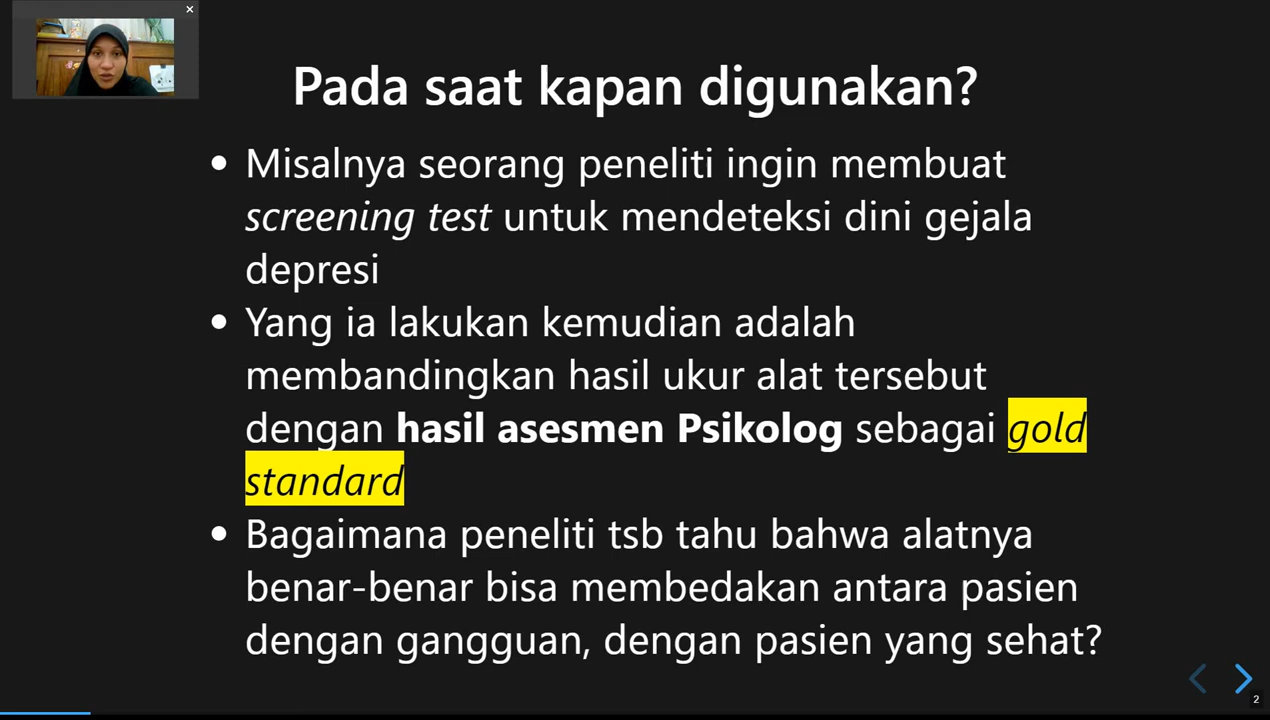 Pada saat kapan digunakan?
• Misalnya seorang peneliti ingin membuat
screening test untuk mendeteksi dini gejala
depresi
• Yang ia lakukan kemudian adalah
membandingkan hasil ukur alat tersebut
dengan hasil asesmen Psikolog sebagai gold
standard
• Bagaimana peneliti tsb tahu bahwa alatnya
benar-benar bisa membedakan antara pasien
dengan gangguan, dengan pasien yang sehat?
2